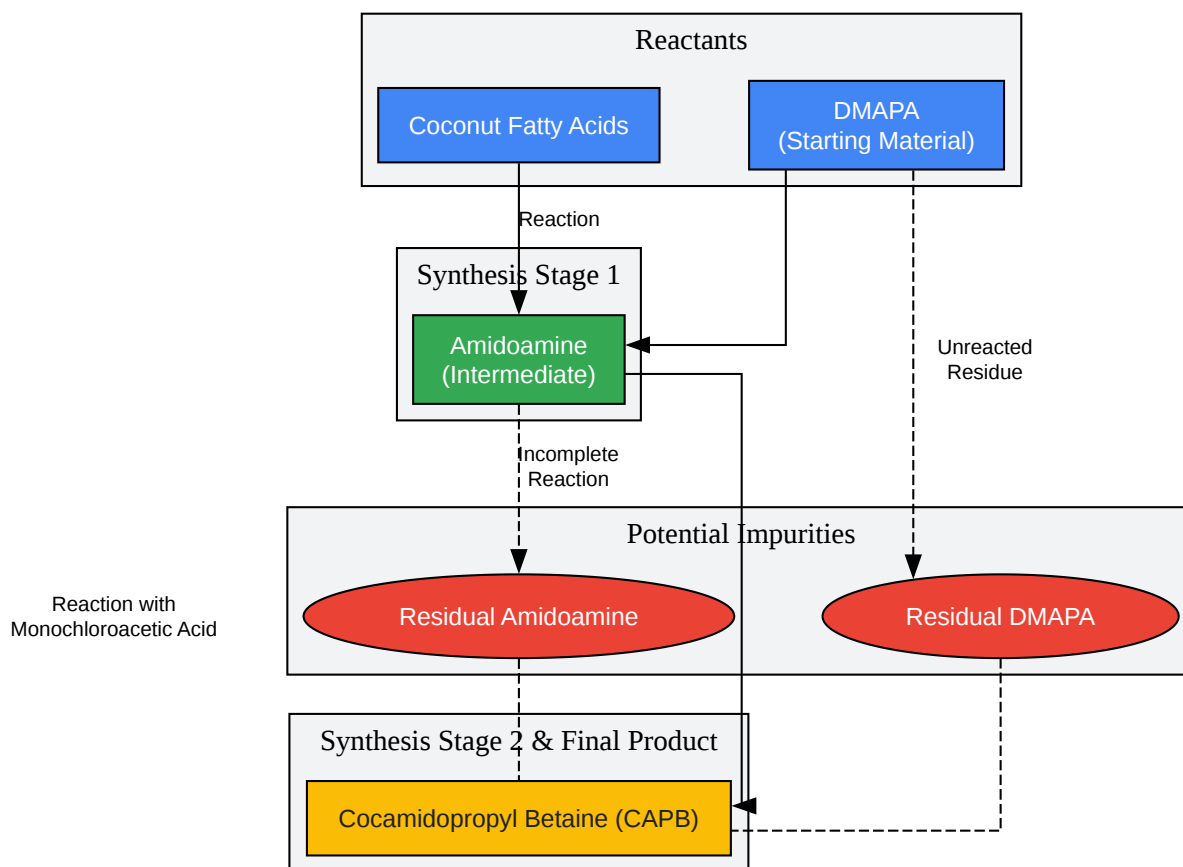 Reactants
Coconut Fatty Acids
DMAPA
(Starting Material)
Reaction
Synthesis Stage 1
Amidoamine
(Intermediate)
Unreacted
Residue
Incomplete
Reaction
Potential Impurities
Reaction with
Monochloroacetic Acid
Residual Amidoamine
Residual DMAPA
Synthesis Stage 2 & Final Product
Cocamidopropyl Betaine (CAPB)